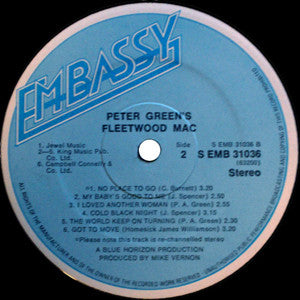 EMBASSY
PETER GREEN'S
FLEETWOOD MAC
1. Jewel Music
2—5. King Music Pub.
Co. Ltd.
6. Campbell Connelly &
Co. Ltd.
Side
2
S EMB 31036 B
S EMB 31036
(63200)
Stereo
*1. NO PLACE TO GO (C. Burnett) 3.20
2. MY BABY'S GOOD TO ME (J. Spencer) 2.50
3. I LOVED ANOTHER WOMAN (P. A. Green) 2.55
4. COLD BLACK NIGHT (J. Spencer) 3.15
5. THE WORLD KEEP ON TURNING (P. A. Green) 2.30
6. GOT TO MOVE (Homesick James Williamson) 3.20
*Please note this track is re-channelled stereo
A BLUE HORIZON PRODUCTION
PRODUCED BY MIKE VERNON